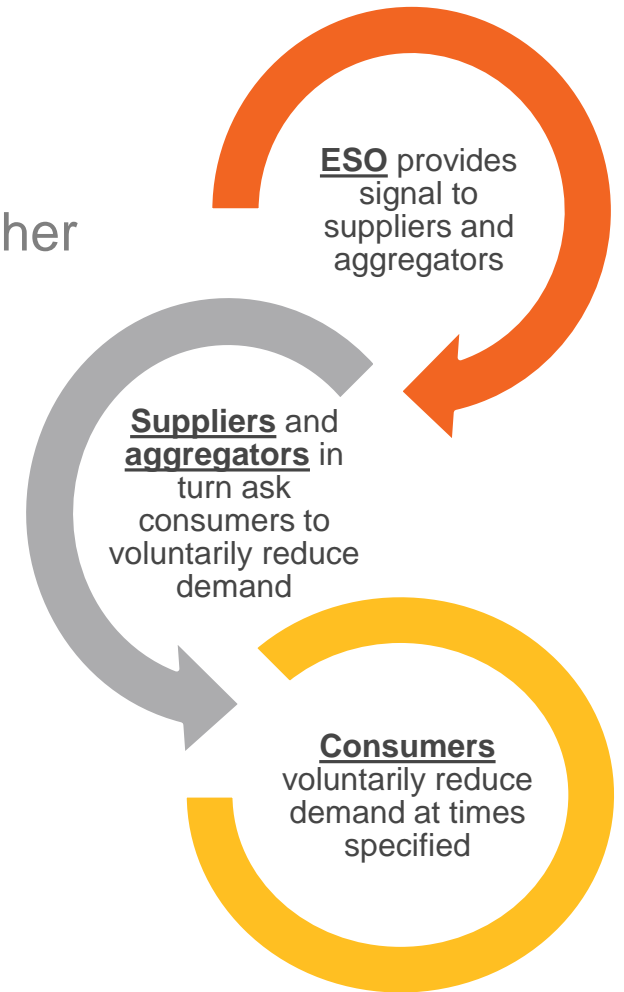 ESO provides
signal to
suppliers and
aggregators
her
Suppliers and
aggregators in
turn ask
consumers to
voluntarily reduce
demand
Consumers
voluntarily reduce
demand at times
specified